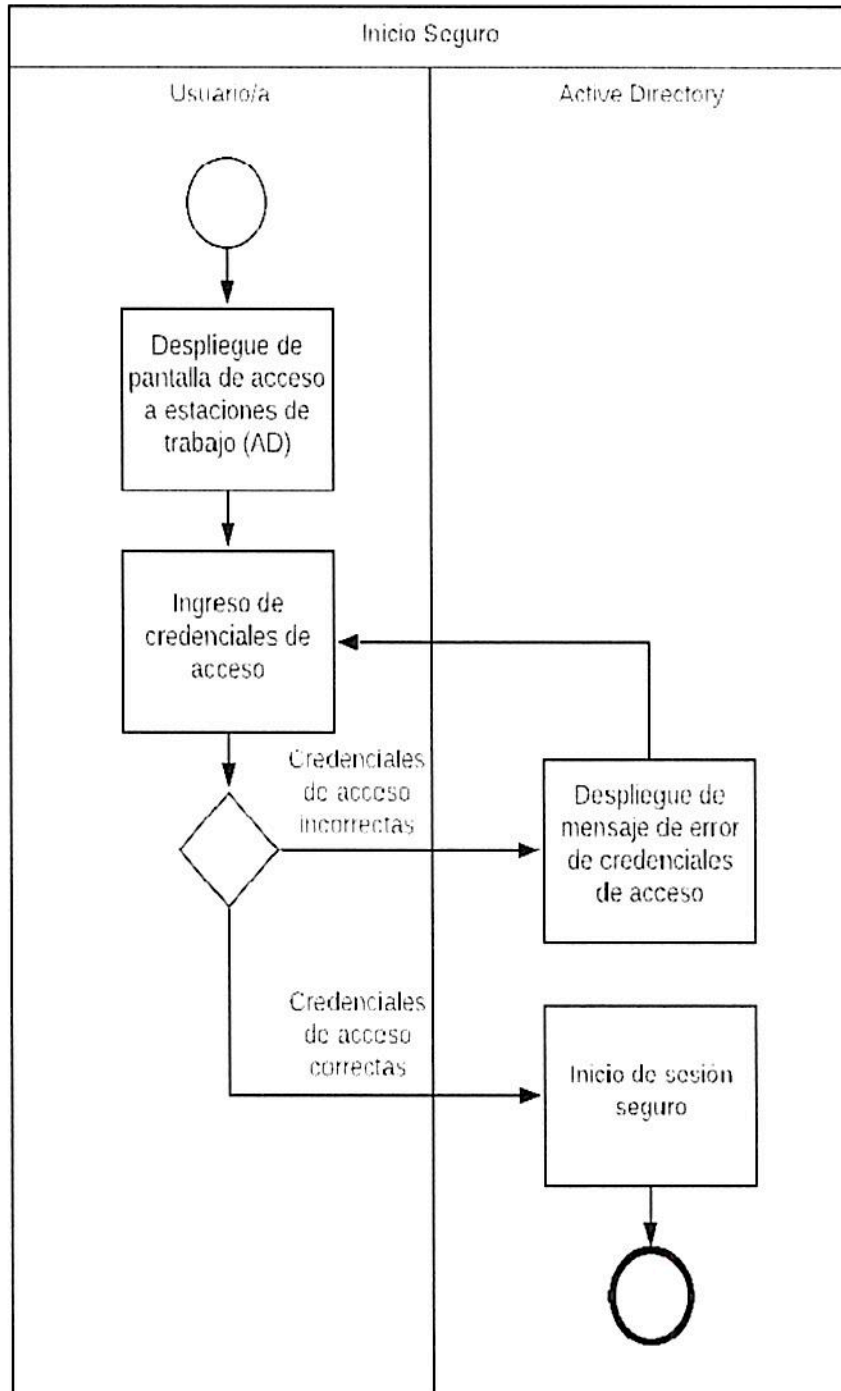 Inicio Seguro
Usuario/a
Active Directory
Despliegue de
pantalla de acceso
a estaciones de
trabajo (AD)
Ingreso de
credenciales de
acceso
Credenciales
de acceso
incorrectas
Despliegue de
mensaje de error
de credenciales
de acceso
Credenciales
de acceso
correctas
Inicio de sesión
seguro